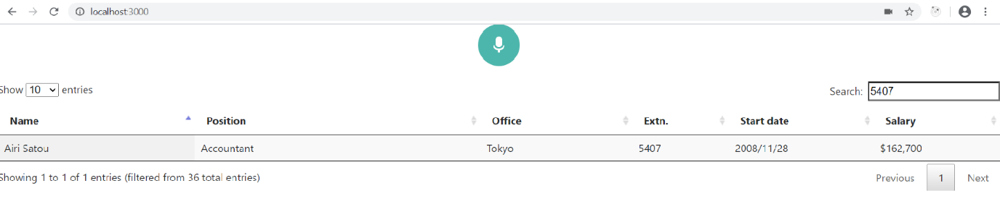 localhost:3000
Show 10 entries Search: 5407
Name Position Office Extn. Start date Salary
Airi Satou Accountant Tokyo 5407 2008/11/28 $162,700
Showing 1 to 1 of 1 entries (filtered from 36 total entries) Previous 1 Next